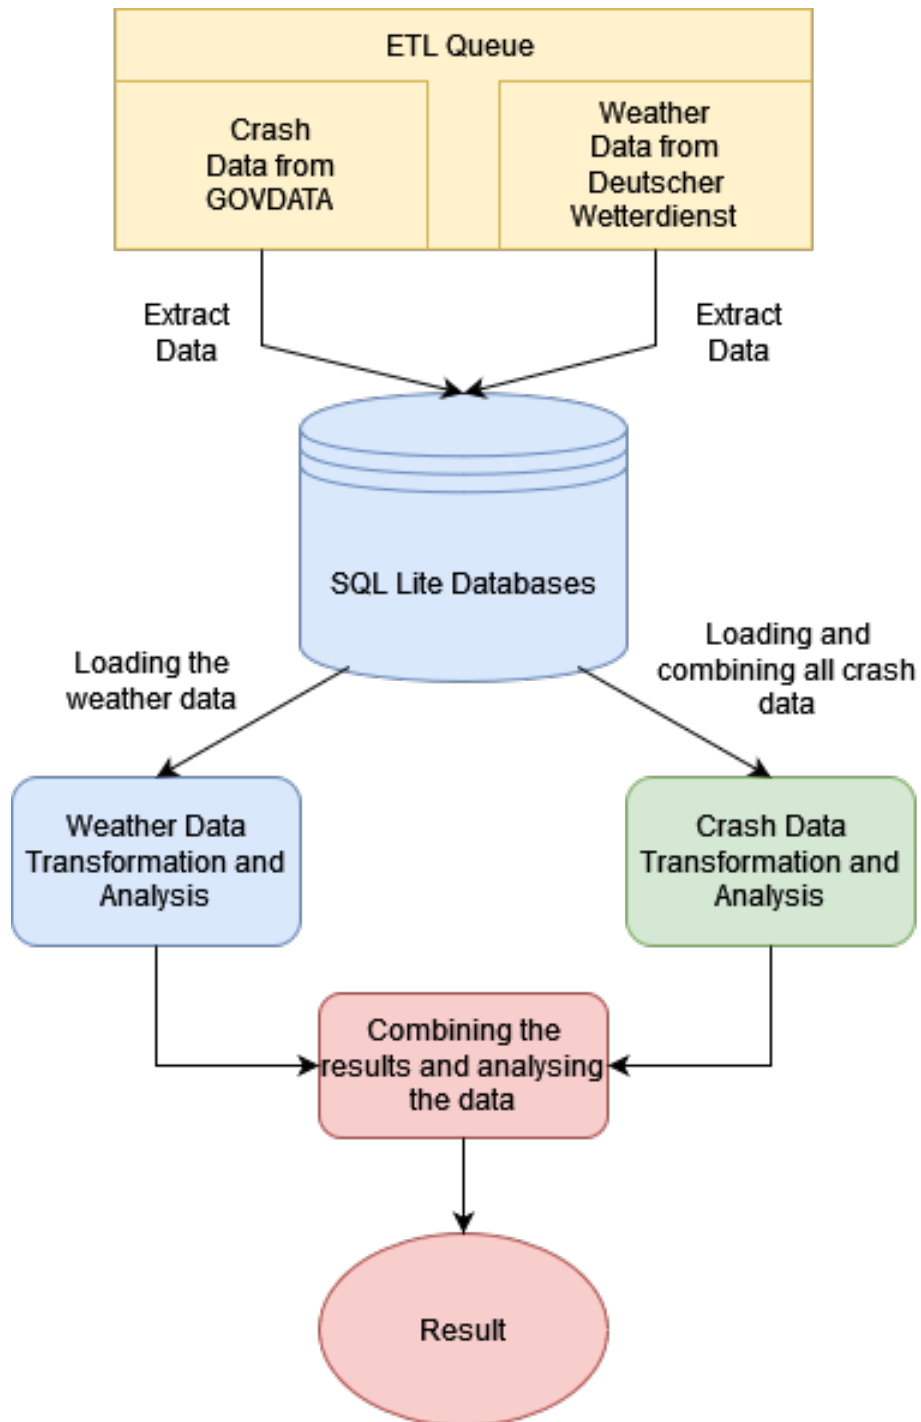 ETL Queue
Crash
Data from
GOVDATA
Weather
Data from
Deutscher
Wetterdienst
Extract
Data
Extract
Data
SQL Lite Databases
Loading the
weather data
Loading and
combining all crash
data
Weather Data
Transformation and
Analysis
Crash Data
Transformation and
Analysis
Combining the
results and analysing
the data
Result